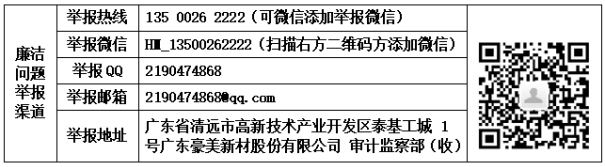 廉洁
问题
举报
渠道
举报热线 135 0026 2222（可微信添加举报微信）
举报微信 HM_13500262222（扫描右方二维码方添加微信）
举报QQ 2190474868
举报邮箱 2190474868@qq.com
举报地址 广东省清远市高新技术产业开发区泰基工城 1
号广东豪美新材股份有限公司 审计监察部（收）